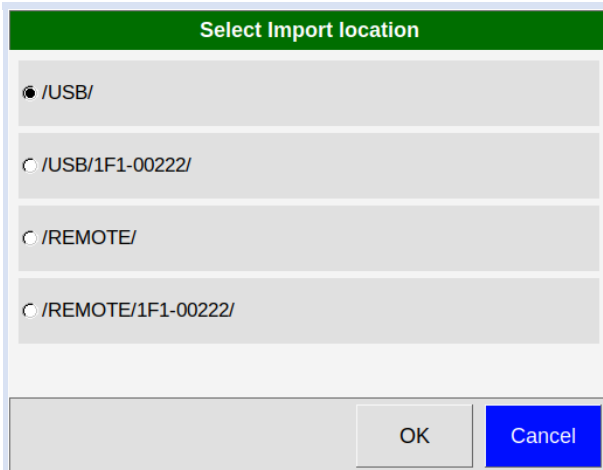 Select Import location
/USB/
/USB/1F1-00222/
/REMOTE/
/REMOTE/1F1-00222/
OK Cancel